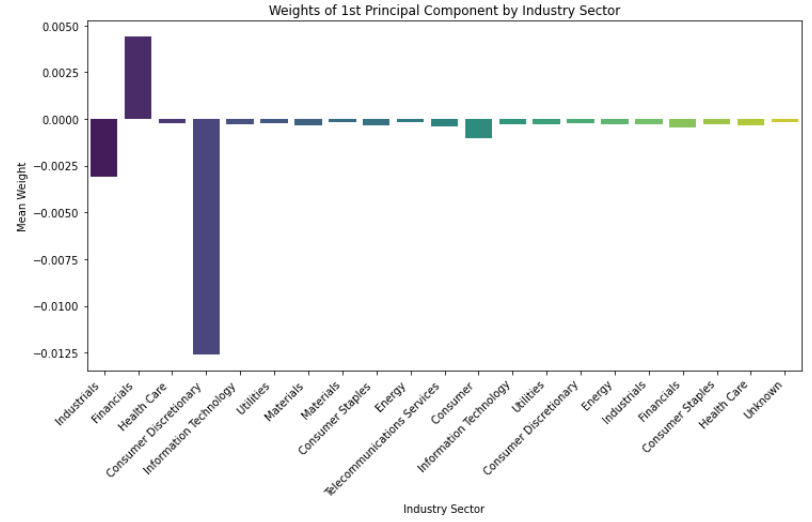 Weights of 1st Principal Component by Industry Sector
0.0050
0.0025
0.0000
−0.0025
−0.0050
−0.0075
−0.0100
−0.0125
Mean Weight
Industrials
Financials
Health Care
Consumer Discretionary
Information Technology
Utilities
Materials
Materials
Consumer Staples
Energy
Telecommunications Services
Consumer
Information Technology
Utilities
Consumer Discretionary
Energy
Industrials
Financials
Consumer Staples
Health Care
Unknown
Industry Sector